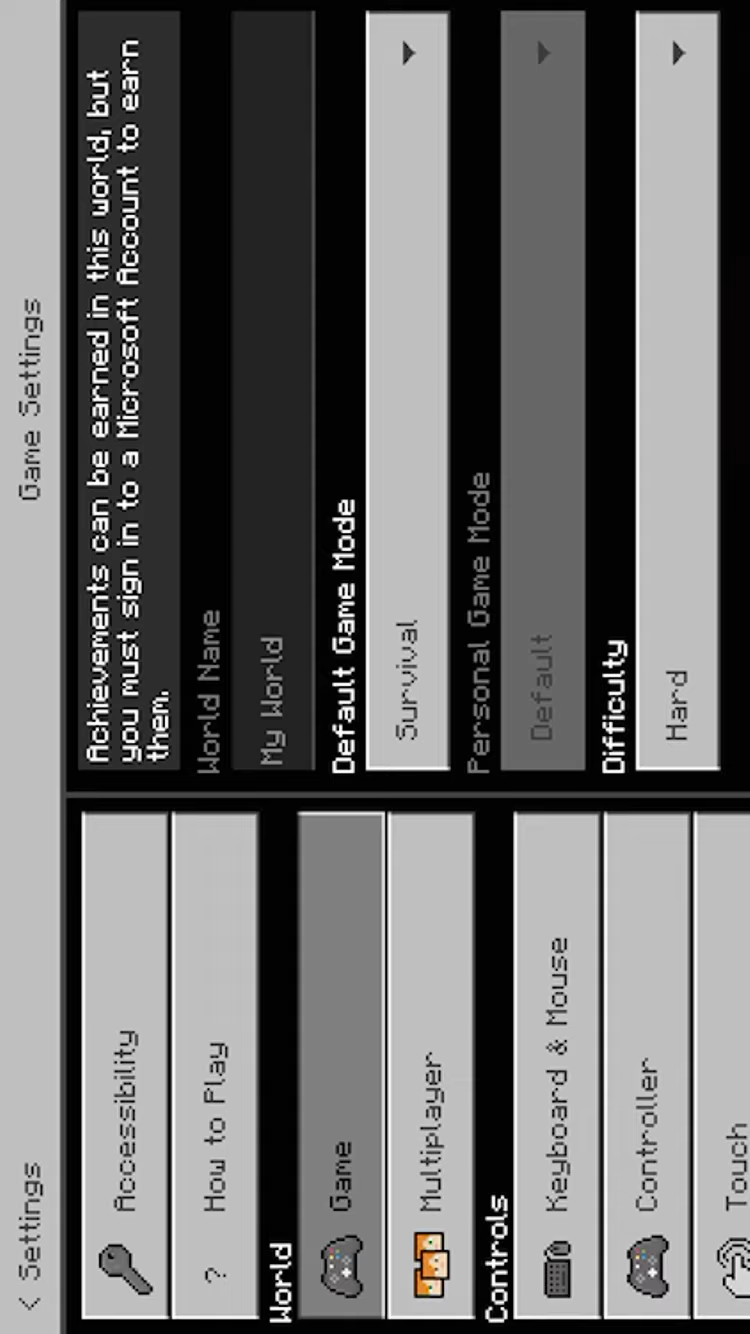 < Settings
Game Settings
Accessibility
? How to Play
World
Game
Multiplayer
Controls
Keyboard & Mouse
Controller
Touch
Achievements can be earned in this world, but
you must sign in to a Microsoft Account to earn
them.
World Name
My World
Default Game Mode
Survival
Personal Game Mode
Default
Difficulty
Hard